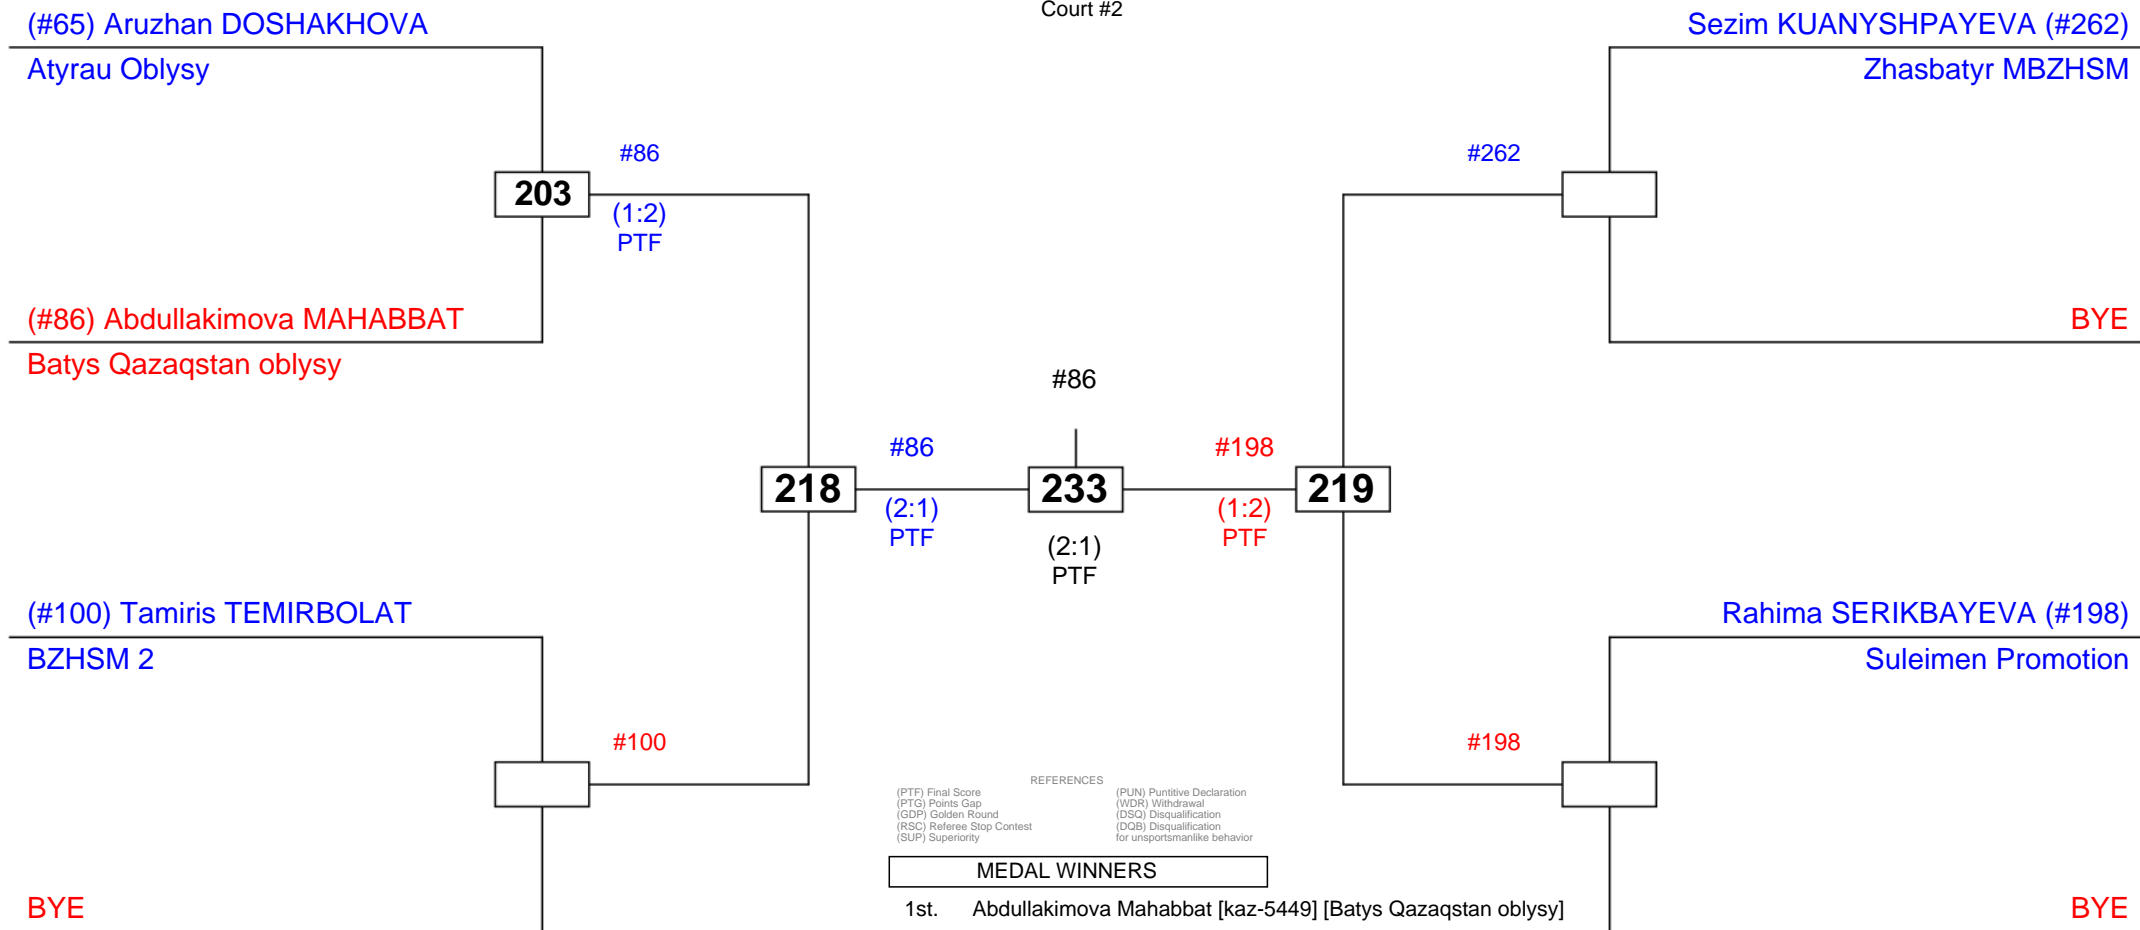 Court #2
(#65) Aruzhan DOSHAKHOVA
Atyrau Oblysy
Sezim KUANYSHPAYEVA (#262)
Zhasbatyr MBZHSM
#86
203
(1:2)
PTF
#262
(#86) Abdullakimova MAHABBAT
Batys Qazaqstan oblysy
BYE
#86
#86
218
(2:1)
PTF
233
(2:1)
PTF
#198
219
(1:2)
PTF
(#100) Tamiris TEMIRBOLAT
BZHSM 2
Rahima SERIKBAYEVA (#198)
Suleimen Promotion
#100
#198
BYE
BYE
REFERENCES
(PTF) Final Score
(PTG) Points Gap
(GDP) Golden Round
(RSC) Referee Stop Contest
(SUP) Superiority
(PUN) Puntitive Declaration
(WDR) Withdrawal
(DSQ) Disqualification
(DQB) Disqualification
for unsportsmanlike behavior
MEDAL WINNERS
1st. Abdullakimova Mahabbat [kaz-5449] [Batys Qazaqstan oblysy]